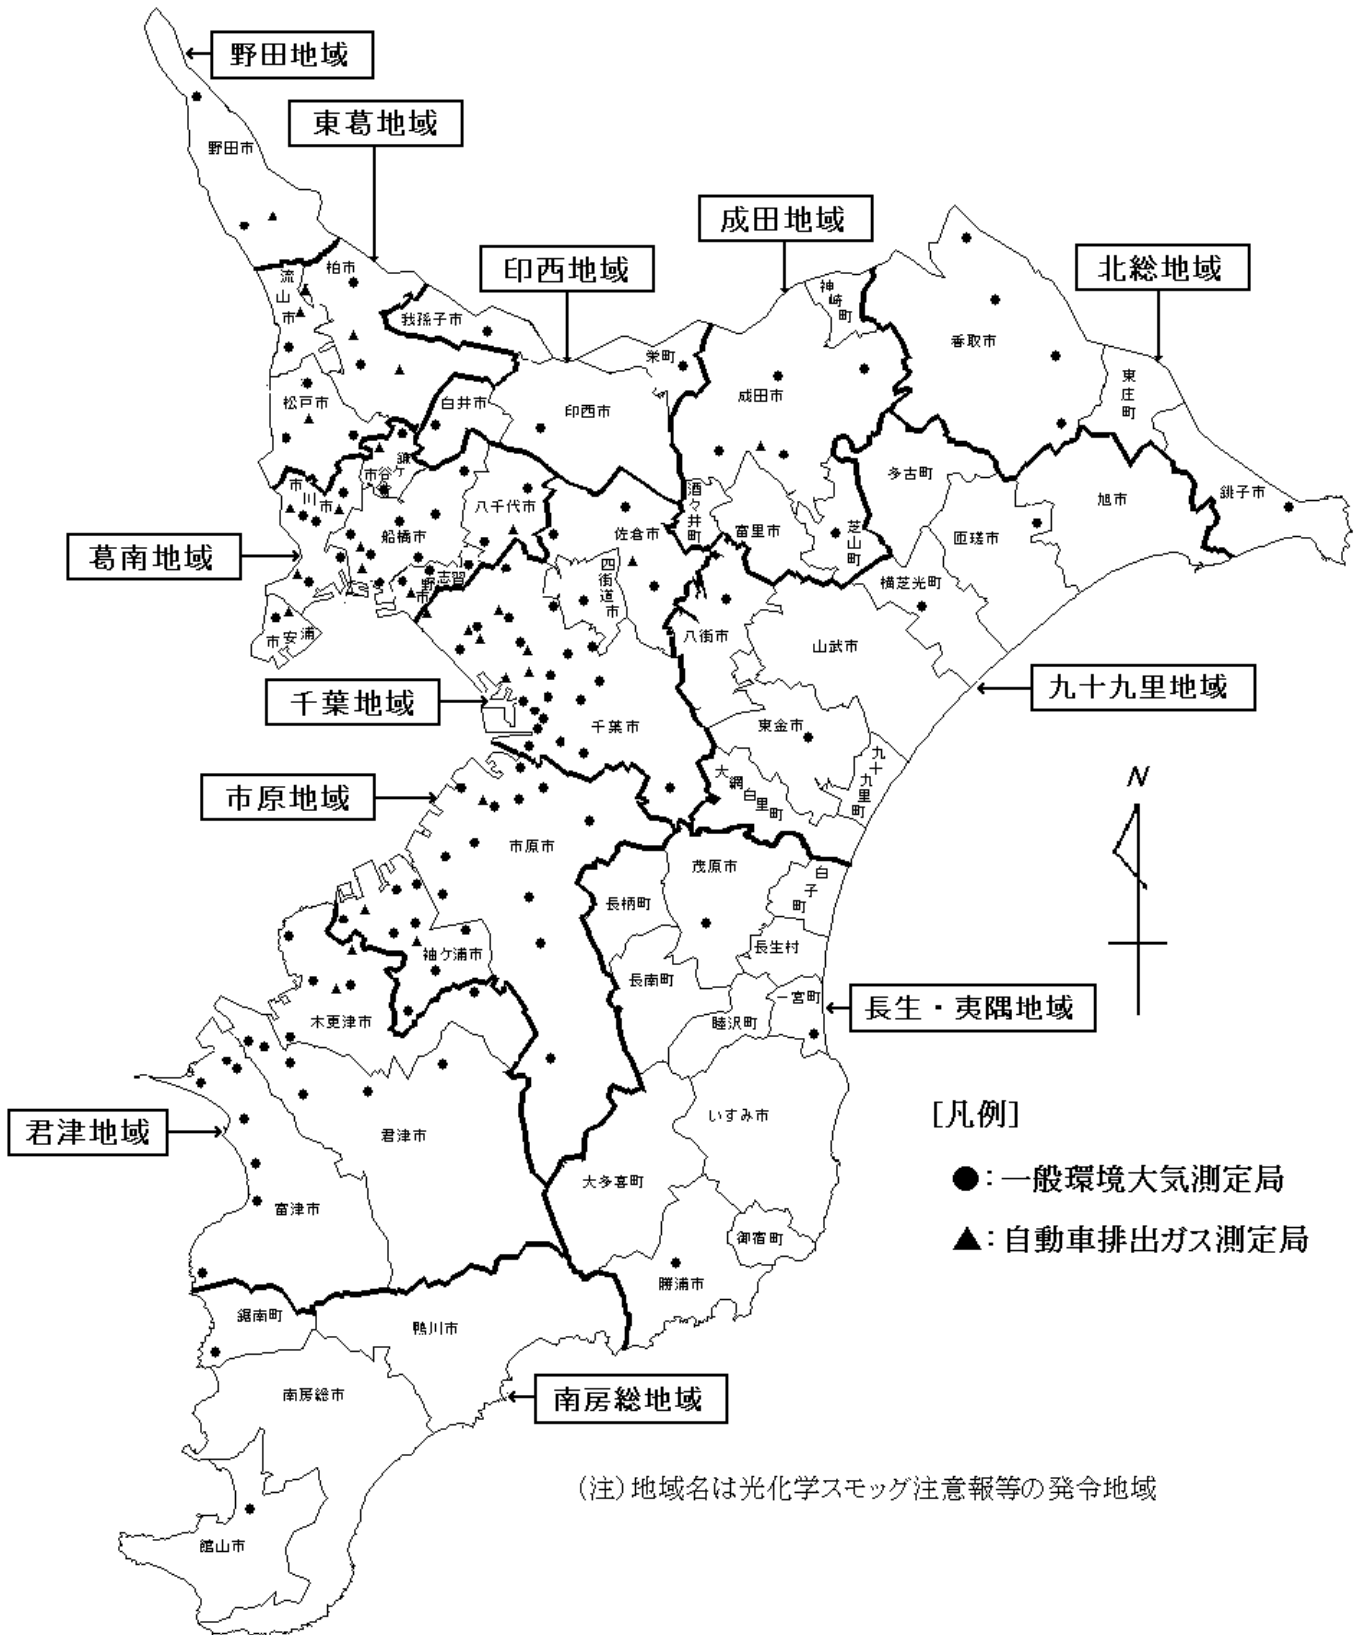 野田地域
東葛地域
野田市
成田地域
印西地域
北総地域
柏市
流山市
神崎町
我孫子市
香取市
栄町
東庄町
松戸市
白井市
印西市
成田市
鎌ケ谷市
多古町
市川市
八千代市
酒々井町
旭市
銚子市
船橋市
佐倉市
富里市
芝山町
匝瑳市
葛南地域
習志野市
四街道市
横芝光町
浦安市
八街市
山武市
千葉地域
九十九里地域
千葉市
東金市
九十九里町
大網白里町
N
市原地域
市原市
茂原市
白子町
長柄町
袖ケ浦市
長生村
長南町
一宮町
長生・夷隅地域
木更津市
睦沢町
君津地域
君津市
いすみ市
[凡例]
大多喜町
●：一般環境大気測定局
富津市
御宿町
▲：自動車排出ガス測定局
勝浦市
鋸南町
鴨川市
南房総市
南房総地域
（注）地域名は光化学スモッグ注意報等の発令地域
館山市